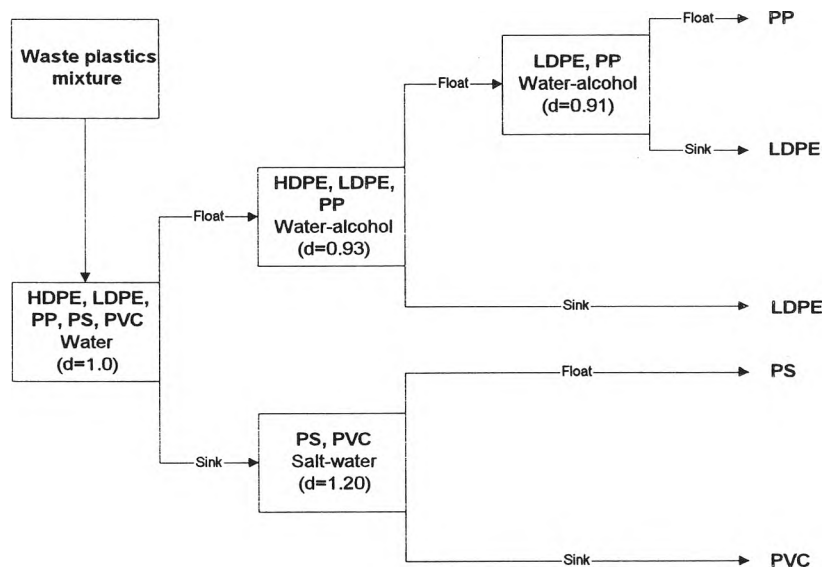 Waste plastics
mixture
HDPE, LDPE,
PP, PS, PVC
Water
(d=1.0)
Float
Sink
HDPE, LDPE,
PP
Water-alcohol
(d=0.93)
Float
Sink
LDPE
LDPE, PP
Water-alcohol
(d=0.91)
Float
PP
Sink
LDPE
PS, PVC
Salt-water
(d=1.20)
Float
PS
Sink
PVC